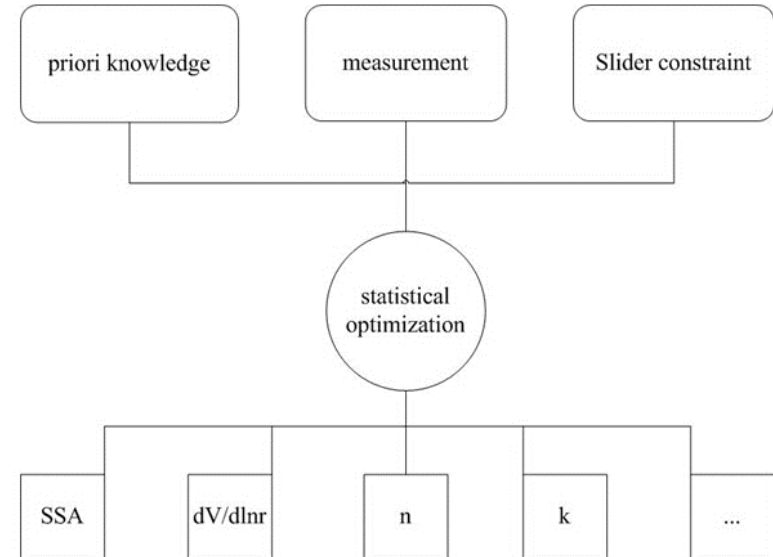 priori knowledge
measurement
Slider constraint
statistical
optimization
SSA
dV/dlnr
n
k
...